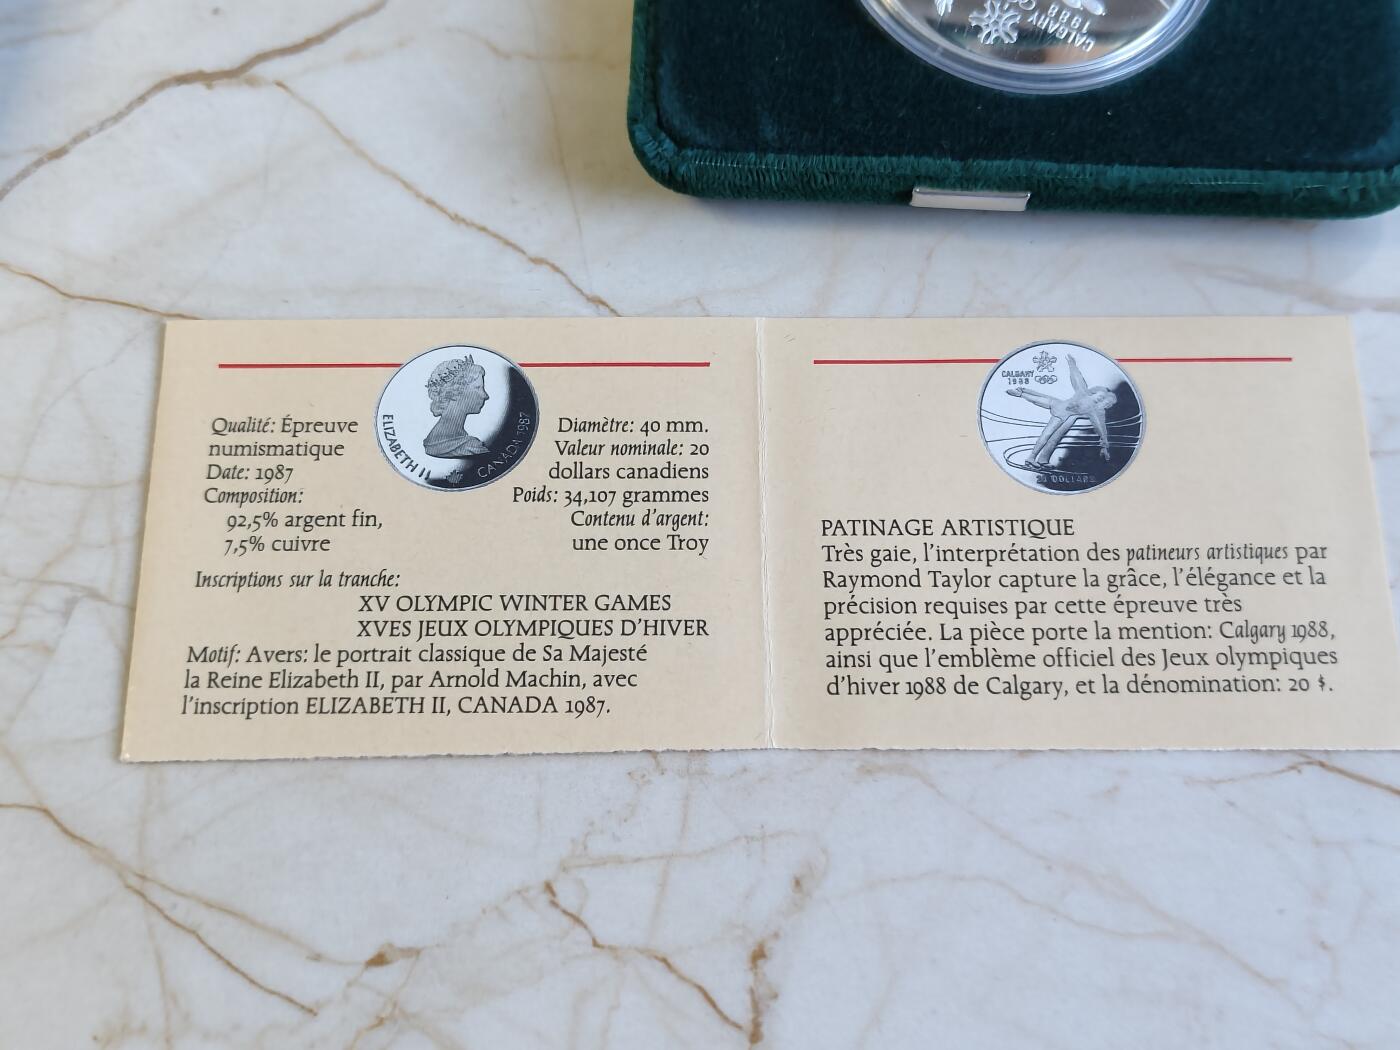 CALGARY
1988
ELIZABETH II
CANADA 1987
Qualité: Épreuve
numismatique
Date: 1987
Composition:
92,5% argent fin,
7,5% cuivre
Diamètre: 40 mm.
Valeur nominale: 20
dollars canadiens
Poids: 34,107 grammes
Contenu d'argent:
une once Troy
Inscriptions sur la tranche:
XV OLYMPIC WINTER GAMES
XVES JEUX OLYMPIQUES D'HIVER
Motif: Avers: le portrait classique de Sa Majesté
la Reine Elizabeth II, par Arnold Machin, avec
l'inscription ELIZABETH II, CANADA 1987.
CALGARY
1988
20 DOLLARS
PATINAGE ARTISTIQUE
Très gaie, l'interprétation des patineurs artistiques par
Raymond Taylor capture la grâce, l'élégance et la
précision requises par cette épreuve très
appréciée. La pièce porte la mention: Calgary 1988,
ainsi que l'emblème officiel des Jeux olympiques
d'hiver 1988 de Calgary, et la dénomination: 20 $.